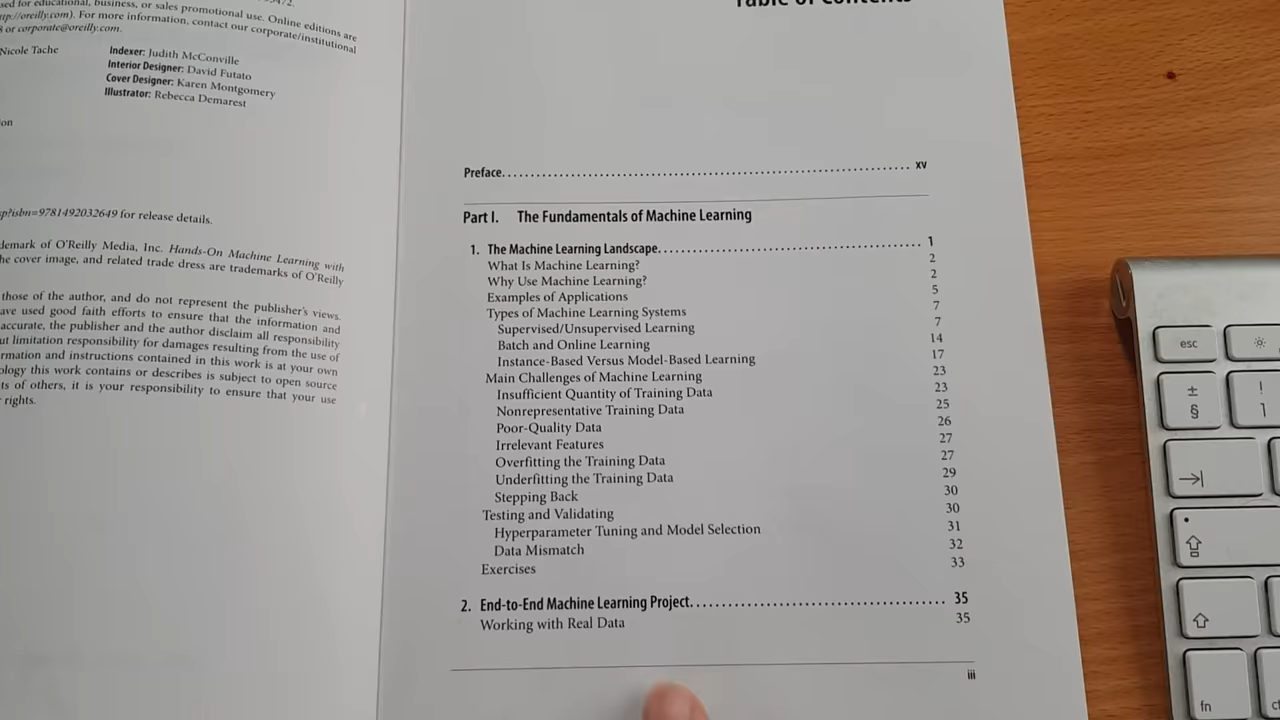 sed for educational, business, or sales promotional use. Online editions are
ttp://oreilly.com). For more information, contact our corporate/institutional
or corporate@oreilly.com.
Nicole Tache
Indexer: Judith McConville
Interior Designer: David Futato
Cover Designer: Karen Montgomery
Illustrator: Rebecca Demarest
on
p?isbn=9781492032649 for release details.
demark of O'Reilly Media, Inc. Hands-On Machine Learning with
he cover image, and related trade dress are trademarks of O'Reilly
those of the author, and do not represent the publisher's views.
ave used good faith efforts to ensure that the information and
accurate, the publisher and the author disclaim all responsibility
ut limitation responsibility for damages resulting from the use of
rmation and instructions contained in this work is at your own
ology this work contains or describes is subject to open source
ts of others, it is your responsibility to ensure that your use
rights.
Table of Contents
Preface. xv
Part I. The Fundamentals of Machine Learning
1. The Machine Learning Landscape. 1
What Is Machine Learning? 2
Why Use Machine Learning? 2
Examples of Applications 5
Types of Machine Learning Systems 7
Supervised/Unsupervised Learning 7
Batch and Online Learning 14
Instance-Based Versus Model-Based Learning 17
Main Challenges of Machine Learning 23
Insufficient Quantity of Training Data 23
Nonrepresentative Training Data 25
Poor-Quality Data 26
Irrelevant Features 27
Overfitting the Training Data 27
Underfitting the Training Data 29
Stepping Back 30
Testing and Validating 30
Hyperparameter Tuning and Model Selection 31
Data Mismatch 32
Exercises 33
2. End-to-End Machine Learning Project. 35
Working with Real Data 35
iii
esc
±
§
!
1
fn